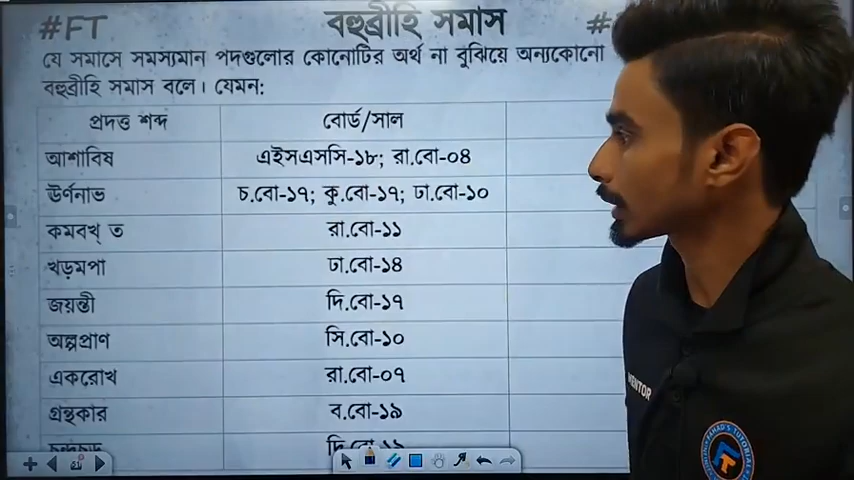 #FT
বহুব্রীহি সমাস
যে সমাসে সমস্যমান পদগুলোর কোনোটির অর্থ না বুঝিয়ে অন্যকোনো
বহুব্রীহি সমাস বলে। যেমন:
প্রদত্ত শব্দ বোর্ড/সাল
আশীবিষ এইসএসসি-১৮; রা.বো-০৪
ঊর্ণনাভ চ.বো-১৭; কু.বো-১৭; ঢা.বো-১০
কমবখ্ ত রা.বো-১১
খড়মপা ঢা.বো-১৪
জয়ন্তী দি.বো-১৭
অল্পপ্রাণ সি.বো-১০
একরোখ রা.বো-০৭
গ্রন্থকার ব.বো-১৯
MENTOR
FT